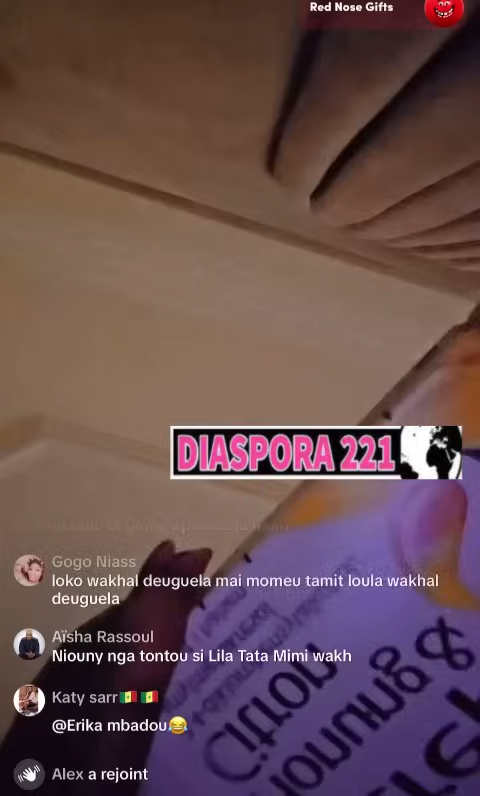 Red Nose Gifts
DIASPORA 221
Gogo Niass
loko wakhal deuguela mai momeu tamit loula wakhal
deuguela
Aïsha Rassoul
Niouny nga tontou si Lila Tata Mimi wakh
Katy sarr🇸🇳🇸🇳
@Erika mbadou😂
Alex a rejoint